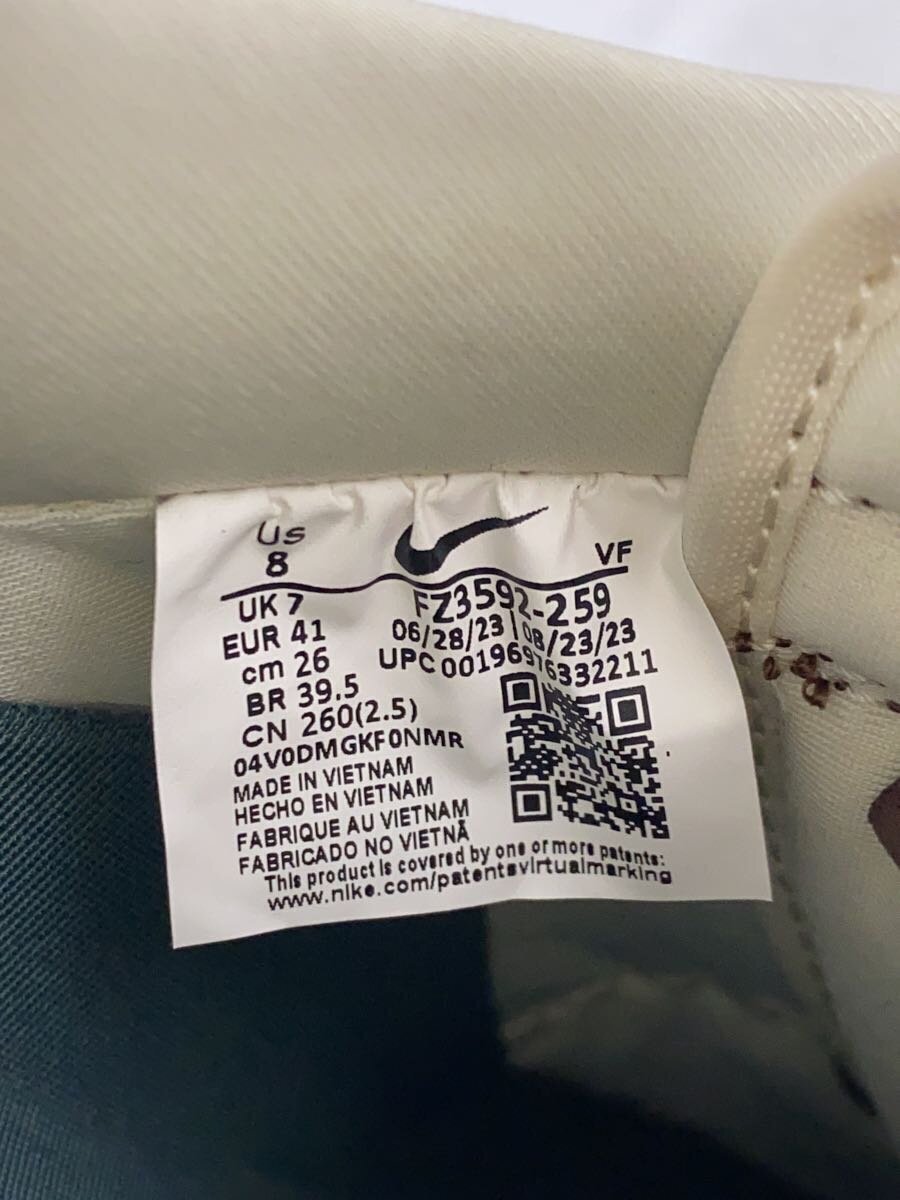 US
8
VF
UK 7
FZ3592-259
EUR 41
06/28/23 | 08/23/23
cm 26
UPC 00196976332211
BR 39.5
CN 260(2.5)
04V0DMGKF0NMR
MADE IN VIETNAM
HECHO EN VIETNAM
FABRIQUE AU VIETNAM
FABRICADO NO VIETNÃ
This product is covered by one of more patents:
www.nike.com/patentsvirtualmarking